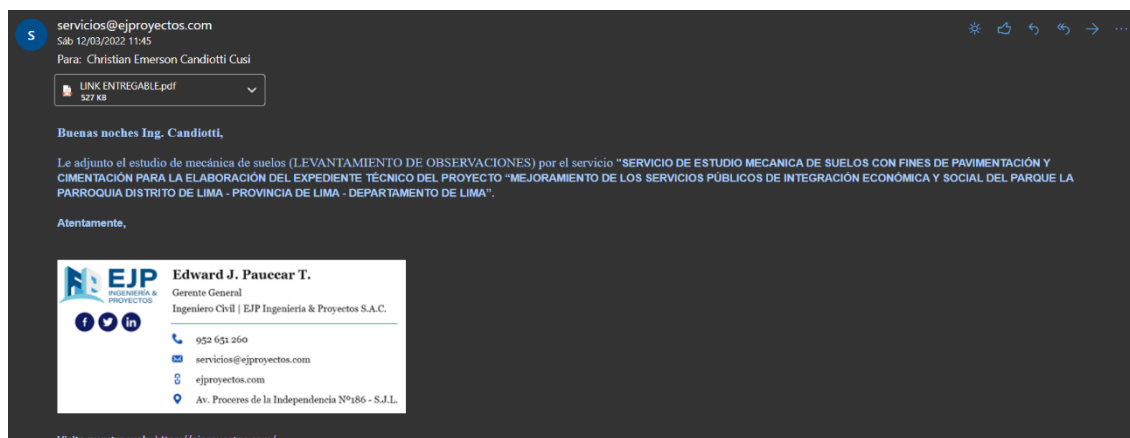 S
servicios@ejproyectos.com
Sáb 12/03/2022 11:45
Para: Christian Emerson Candiotti Cusi
LINK ENTREGABLE.pdf
527 KB
Buenas noches Ing. Candiotti,
Le adjunto el estudio de mecánica de suelos (LEVANTAMIENTO DE OBSERVACIONES) por el servicio "SERVICIO DE ESTUDIO MECANICA DE SUELOS CON FINES DE PAVIMENTACIÓN Y
CIMENTACIÓN PARA LA ELABORACIÓN DEL EXPEDIENTE TÉCNICO DEL PROYECTO "MEJORAMIENTO DE LOS SERVICIOS PÚBLICOS DE INTEGRACIÓN ECONÓMICA Y SOCIAL DEL PARQUE LA
PARROQUIA DISTRITO DE LIMA - PROVINCIA DE LIMA - DEPARTAMENTO DE LIMA".
Atentamente,
EJP
INGENIERÍA &
PROYECTOS
Edward J. Pauccar T.
Gerente General
Ingeniero Civil | EJP Ingeniería & Proyectos S.A.C.
952 651 260
servicios@ejproyectos.com
ejproyectos.com
Av. Proceres de la Independencia Nº186 - S.J.L.